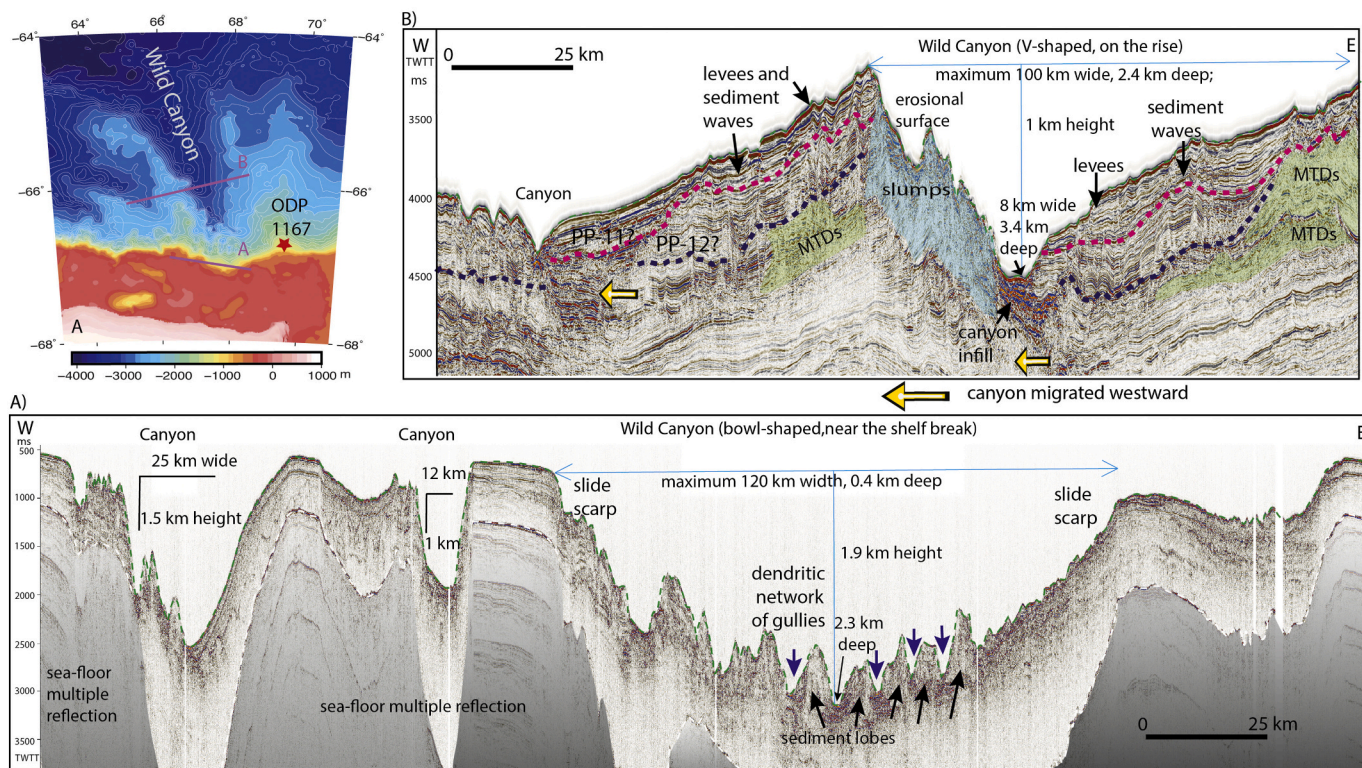 64˚ 66˚ 68˚ 70˚
−64˚ −64˚
Wild Canyon
B
−66˚ −66˚
ODP
1167
A
A
−68˚ −68˚
−4000 −3000 −2000 −1000 0 1000 m
B)
W
TWTT
ms
0 25 km
Wild Canyon (V-shaped, on the rise)
E
maximum 100 km wide, 2.4 km deep;
levees and
sediment
waves
erosional
surface
1 km height
sediment
waves
levees
3500
4000
4500
5000
Canyon
slumps
8 km wide
3.4 km
deep
MTDs
MTDs
PP-11?
PP-12?
MTDs
canyon
infill
canyon migrated westward
A)
W
ms
Canyon
Canyon
Wild Canyon (bowl-shaped,near the shelf break)
E
500
1000
1500
2000
2500
3000
3500
TWTT
25 km wide
1.5 km height
12 km
1 km
slide
scarp
maximum 120 km width, 0.4 km deep
slide
scarp
1.9 km height
dendritic
network
of gullies
2.3 km
deep
sea-floor
multiple
reflection
sea-floor multiple reflection
sediment lobes
0 25 km